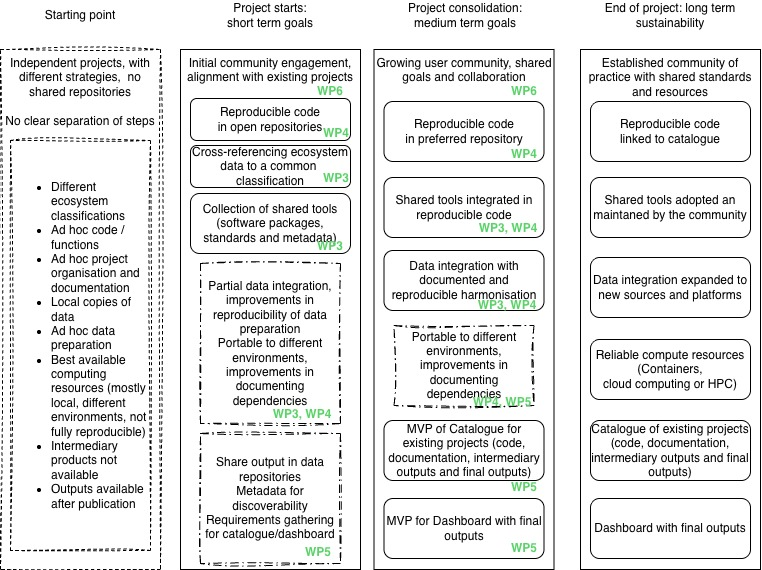 Starting point
Independent projects, with
different strategies, no
shared repositories
No clear separation of steps
Different
ecosystem
classifications
Ad hoc code /
functions
Ad hoc project
organisation and
documentation
Local copies of
data
Ad hoc data
preparation
Best available
computing
resources (mostly
local, different
environments, not
fully reproducible)
Intermediary
products not
available
Outputs available
after publication
Project starts:
short term goals
Initial community engagement,
alignment with existing projects
WP6
Reproducible code
in open repositories
WP4
Cross-referencing ecosystem
data to a common
classification
WP3
Collection of shared tools
(software packages,
standards and metadata)
WP3
Partial data integration,
improvements in
reproducibility of data
preparation
Portable to different
environments,
improvements in
documenting
dependencies
WP3, WP4
Share output in data
repositories
Metadata for
discoverability
Requirements gathering
for catalogue/dashboard
WP5
Project consolidation:
medium term goals
Growing user community, shared
goals and collaboration
WP6
Reproducible code
in preferred repository
WP4
Shared tools integrated in
reproducible code
WP3, WP4
Data integration with
documented and
reproducible harmonisation
WP3, WP4
Portable to different
environments,
improvements in
documenting
dependencies
WP4, WP5
MVP of Catalogue for
existing projects (code,
documentation, intermediary
outputs and final outputs)
WP5
MVP for Dashboard with final
outputs
WP5
End of project: long term
sustainability
Established community of
practice with shared standards
and resources
Reproducible code
linked to catalogue
Shared tools adopted an
maintaned by the community
Data integration expanded to
new sources and platforms
Reliable compute resources
(Containers,
cloud computing or HPC)
Catalogue of existing projects
(code, documentation,
intermediary outputs and final
outputs)
Dashboard with final outputs